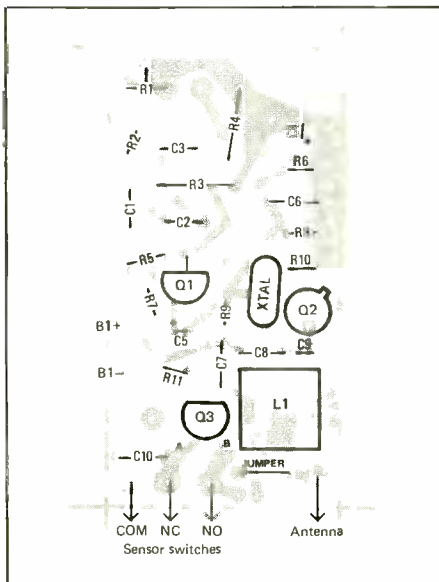 R1
R2
R4
C3
R6
R3
C1
C6
C2
R5
R10
Q1
XTAL
R7
Q2
R9
B1+
C5
C8
C7
B1–
R11
L1
Q3
B
C10
JUMPER
COM NC NO Antenna
Sensor switches